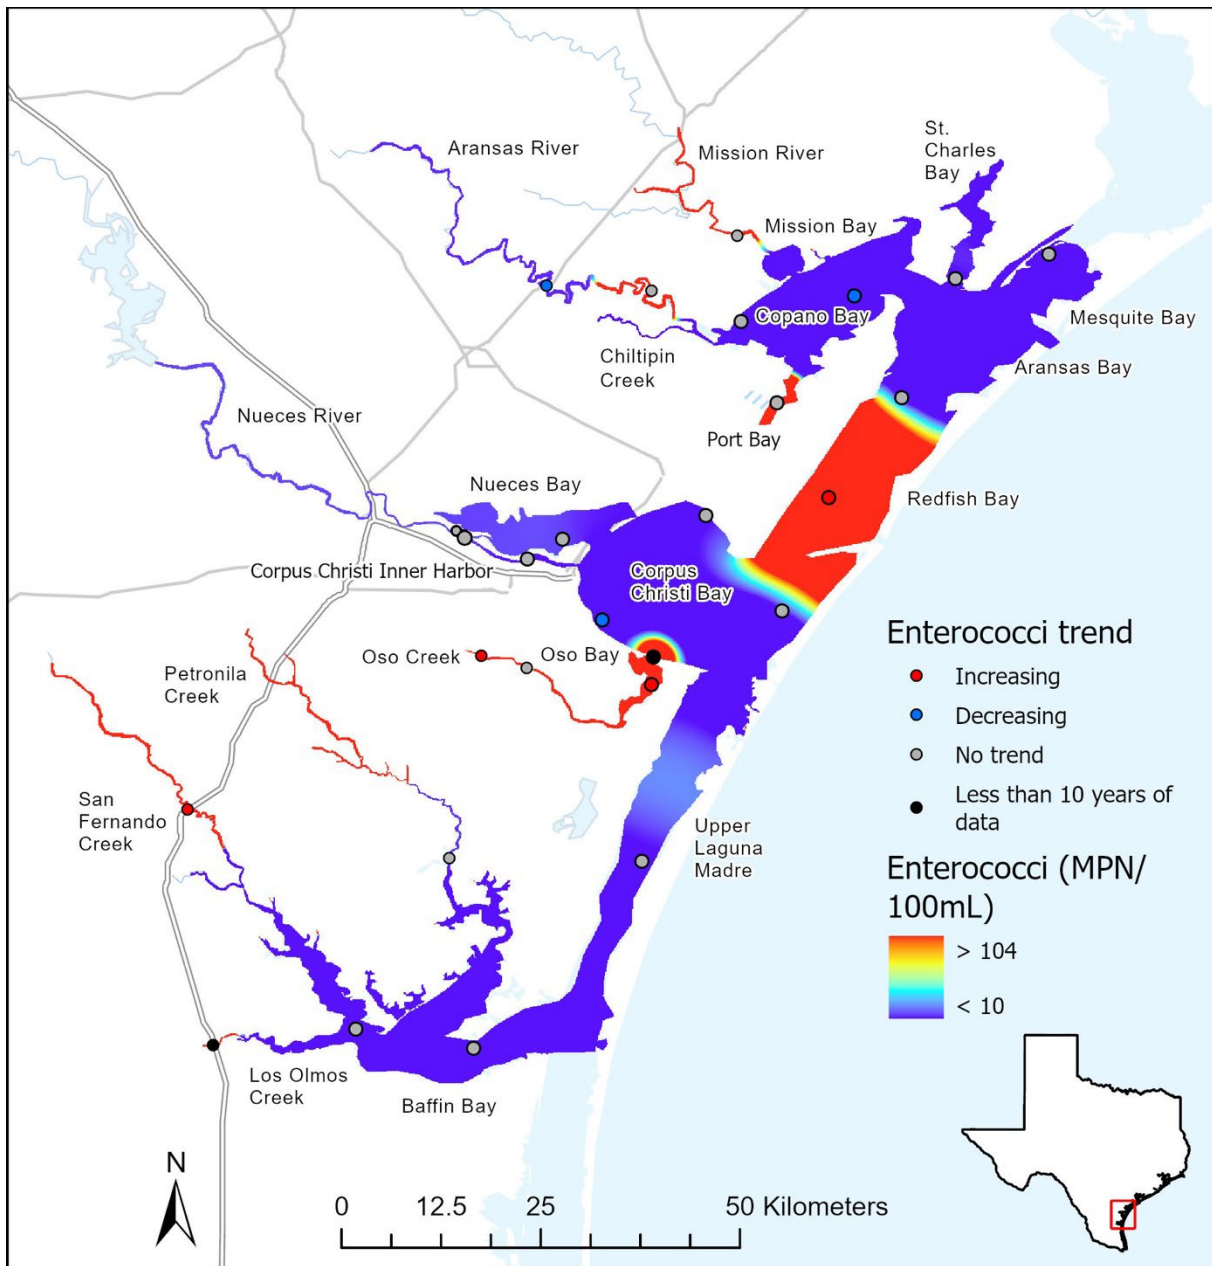 Aransas River
Mission River
St.
Charles
Bay
Mission Bay
Copano Bay
Mesquite Bay
Aransas Bay
Chiltipin
Creek
Port Bay
Nueces River
Nueces Bay
Redfish Bay
Corpus Christi Inner Harbor
Corpus
Christi Bay
Oso Creek
Oso Bay
Petronila
Creek
San
Fernando
Creek
Upper
Laguna
Madre
Los Olmos
Creek
Baffin Bay
Enterococci trend
Increasing
Decreasing
No trend
Less than 10 years of
data
Enterococci (MPN/
100mL)
> 104
< 10
N
0 12.5 25 50 Kilometers